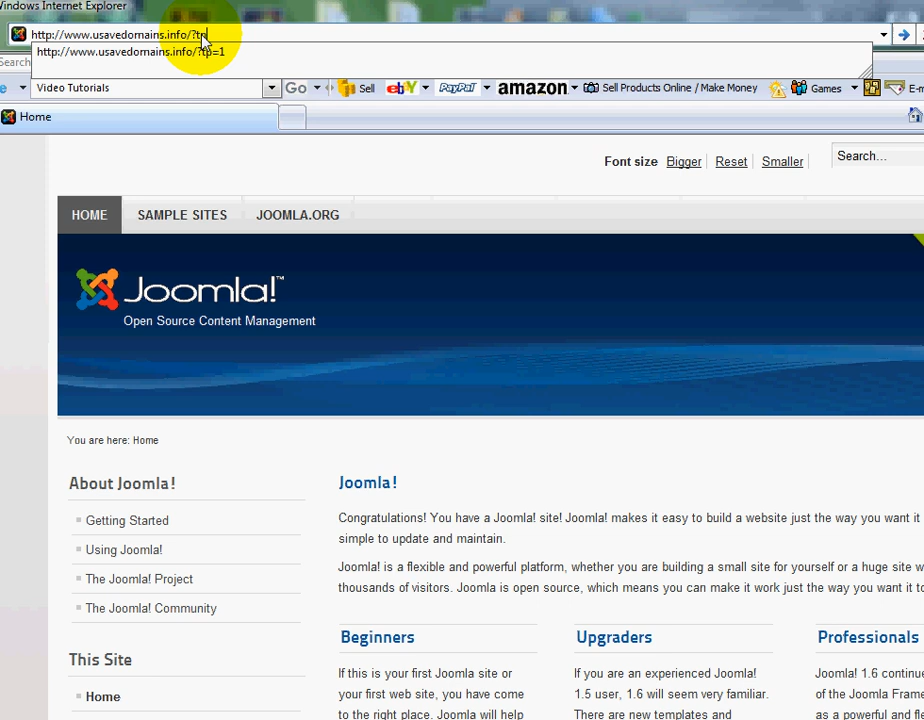 Windows Internet Explorer
http://www.usavedomains.info/?tp
http://www.usavedomains.info/?tp=1
Search
e Video Tutorials Go Sell ebY PayPal amazon Sell Products Online / Make Money Games E-m
Home
Font size Bigger Reset Smaller Search...
HOME SAMPLE SITES JOOMLA.ORG
Joomla!™
Open Source Content Management
You are here: Home
About Joomla!
Getting Started
Using Joomla!
The Joomla! Project
The Joomla! Community
This Site
Home
Joomla!
Congratulations! You have a Joomla! site! Joomla! makes it easy to build a website just the way you want it
simple to update and maintain.
Joomla! is a flexible and powerful platform, whether you are building a small site for yourself or a huge site w
thousands of visitors. Joomla is open source, which means you can make it work just the way you want it to
Beginners
If this is your first Joomla site or
your first web site, you have come
to the right place. Joomla will help
Upgraders
If you are an experienced Joomla!
1.5 user, 1.6 will seem very familiar.
There are new templates and
Professionals
Joomla! 1.6 continue
of the Joomla Frame
as a powerful and fle